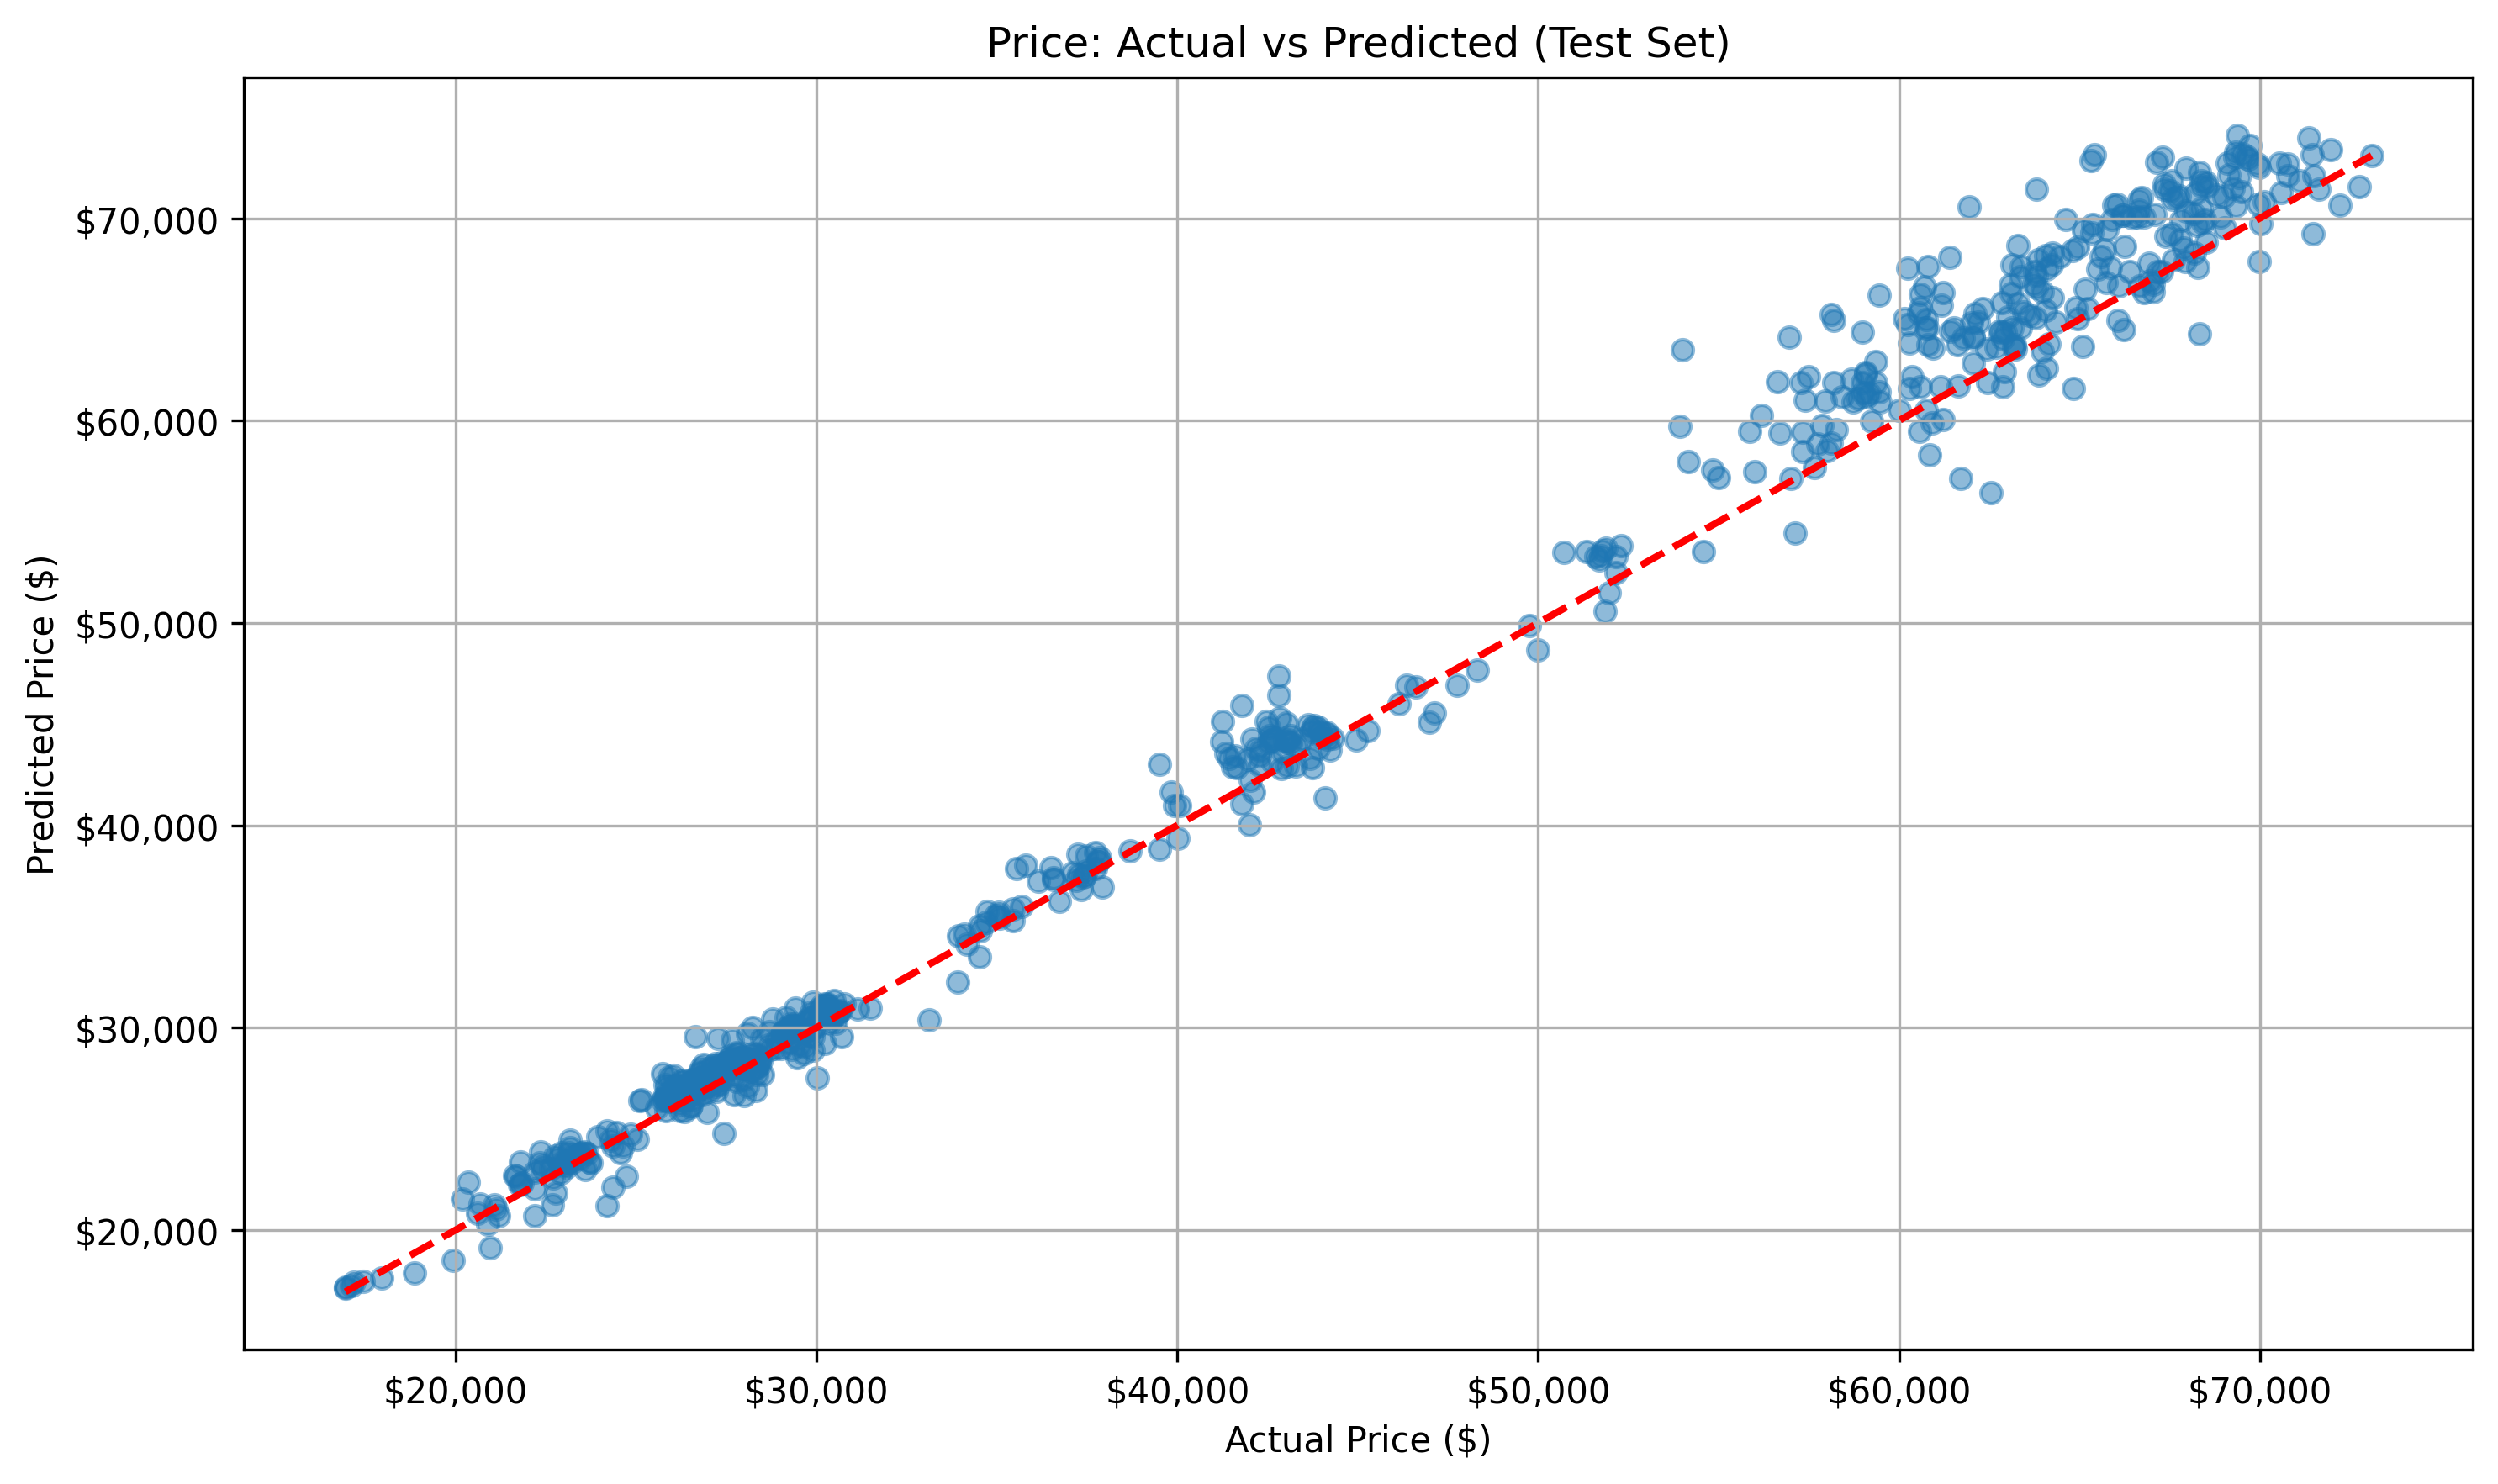 Price: Actual vs Predicted (Test Set)
Predicted Price ($)
$70,000
$60,000
$50,000
$40,000
$30,000
$20,000
$20,000 $30,000 $40,000 $50,000 $60,000 $70,000
Actual Price ($)